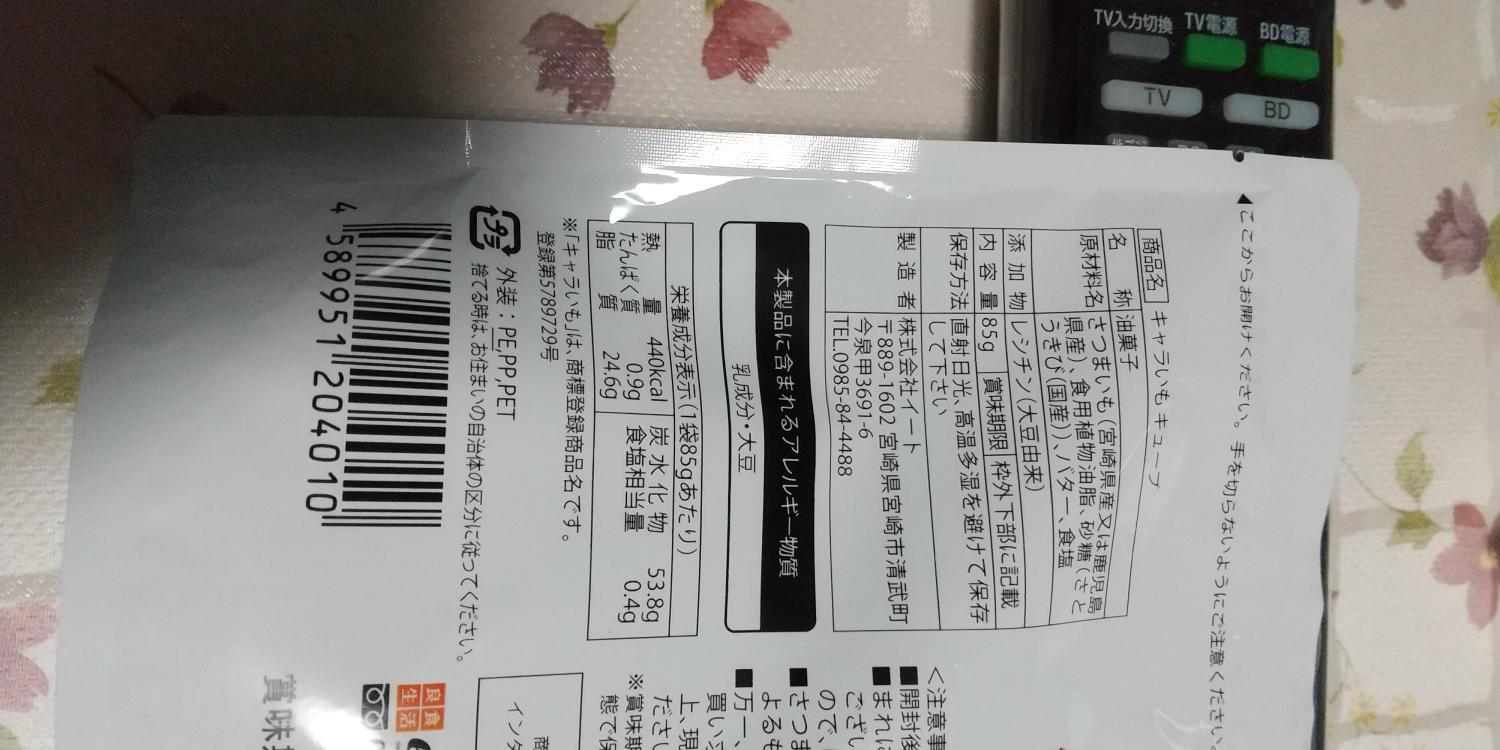 TV入力切換 TV電源 BD電源
TV BD
◀ここからお開けください。手を切らないようにご注意ください。
商品名 キャラいも キューブ
名称 油菓子
原材料名 さつまいも(宮崎県産又は鹿児島
県産)、食用植物油脂、砂糖(さと
うきび(国産))、バター、食塩
添加物 レシチン(大豆由来)
内容量 85g 賞味期限 枠外下部に記載
保存方法 直射日光、高温多湿を避けて保存
して下さい
製造者 株式会社イート
〒889-1602 宮崎県宮崎市清武町
今泉甲3691-6
TEL.0985-84-4488
本製品に含まれるアレルギー物質
乳成分・大豆
栄養成分表示(1袋85gあたり)
熱量 440kcal 炭水化物 53.8g
たんぱく質 0.9g 食塩相当量 0.4g
脂質 24.6g
※「キャラいも」は、商標登録商品名です。
登録第5789729号
プラ 外装:PE,PP,PET
捨てる時は、お住まいの自治体の区分に従ってください。
4 589951 204010
<注意事
■開封後
■まれに
ござい
ので、
■さつま
よるも
■万一、
買い求
上、現
ださい
※賞味期
態で保
商
インタ
良食
生活
賞味期